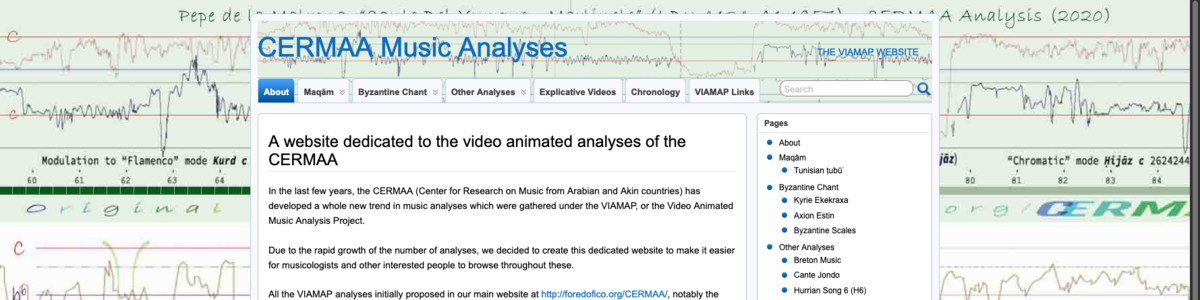 Pepe de la
A Analysis (2020)
CERMAA Music Analyses
THE VIAMAP WEBSITE
About
Maqām
Byzantine Chant
Other Analyses
Explicative Videos
Chronology
VIAMAP Links
Search
A website dedicated to the video animated analyses of the
CERMAA
In the last few years, the CERMAA (Center for Research on Music from Arabian and Akin countries) has
developed a whole new trend in music analyses which were gathered under the VIAMAP, or the Video Animated
Music Analysis Project.
Due to the rapid growth of the number of analyses, we decided to create this dedicated website to make it easier
for musicologists and other interested people to browse throughout these.
All the VIAMAP analyses initially proposed in our main website at http://foredofico.org/CERMAA/, notably the
Pages
About
Maqām
Tunisian ṭubūʿ
Byzantine Chant
Kyrie Ekekraxa
Axion Estin
Byzantine Scales
Other Analyses
Breton Music
Cante Jondo
Hurrian Song 6 (H6)
C
C
Modulation to "Flamenco" mode Kurd c
60 61 62 63 64
original
C
b
jāz)
"Chromatic" mode Ḥijāz c 2624244
80 81 82 83 84
org/ CERM